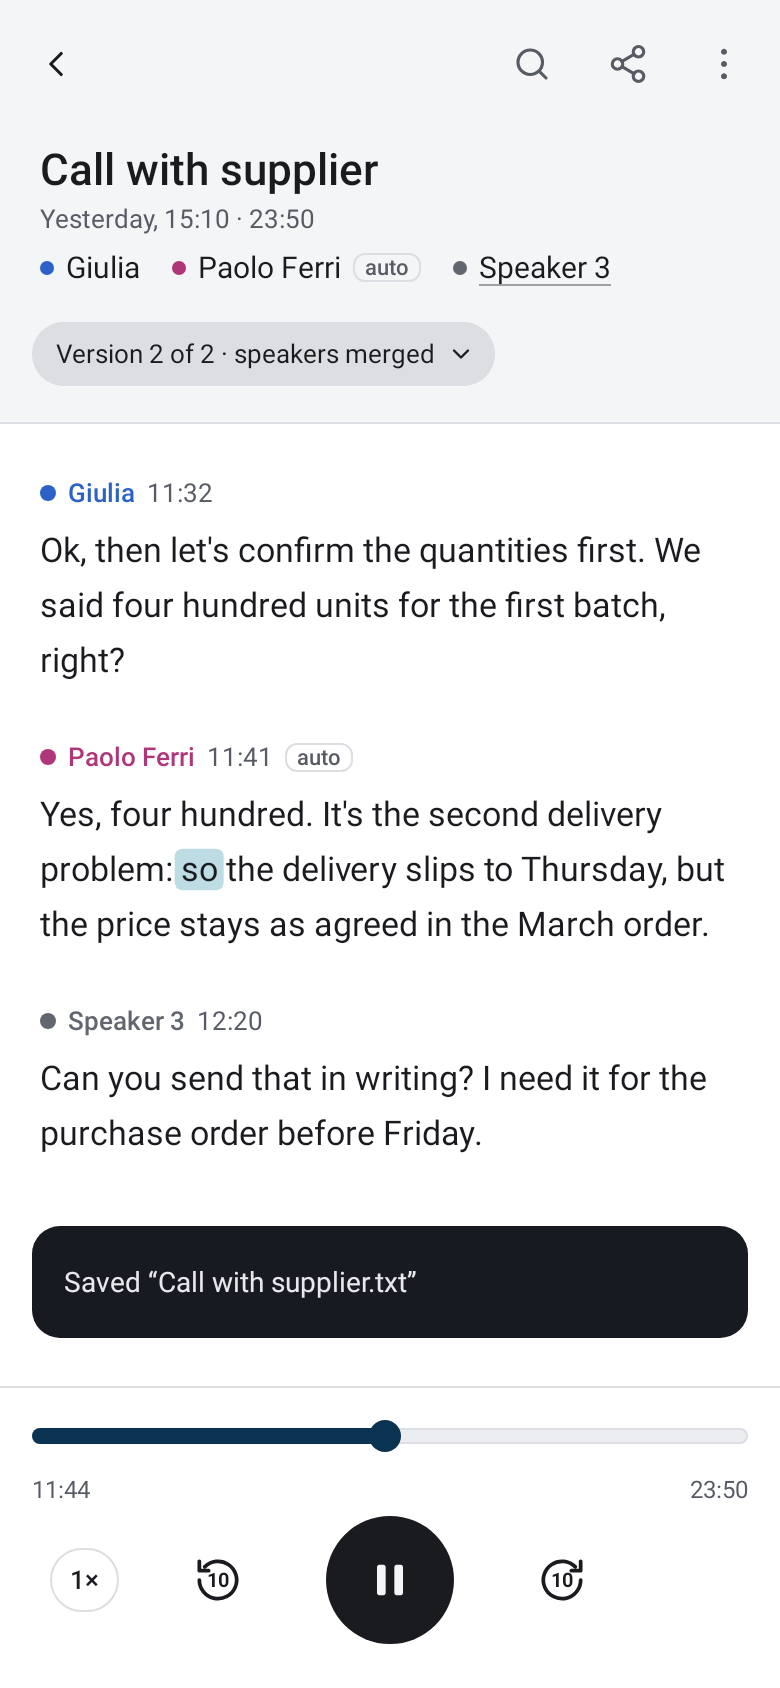 Call with supplier
Yesterday, 15:10 · 23:50
Giulia Paolo Ferri auto Speaker 3
Version 2 of 2 · speakers merged
Giulia 11:32
Ok, then let's confirm the quantities first. We
said four hundred units for the first batch,
right?
Paolo Ferri 11:41 auto
Yes, four hundred. It's the second delivery
problem: so the delivery slips to Thursday, but
the price stays as agreed in the March order.
Speaker 3 12:20
Can you send that in writing? I need it for the
purchase order before Friday.
Saved “Call with supplier.txt”
11:44 23:50
1× 10 10